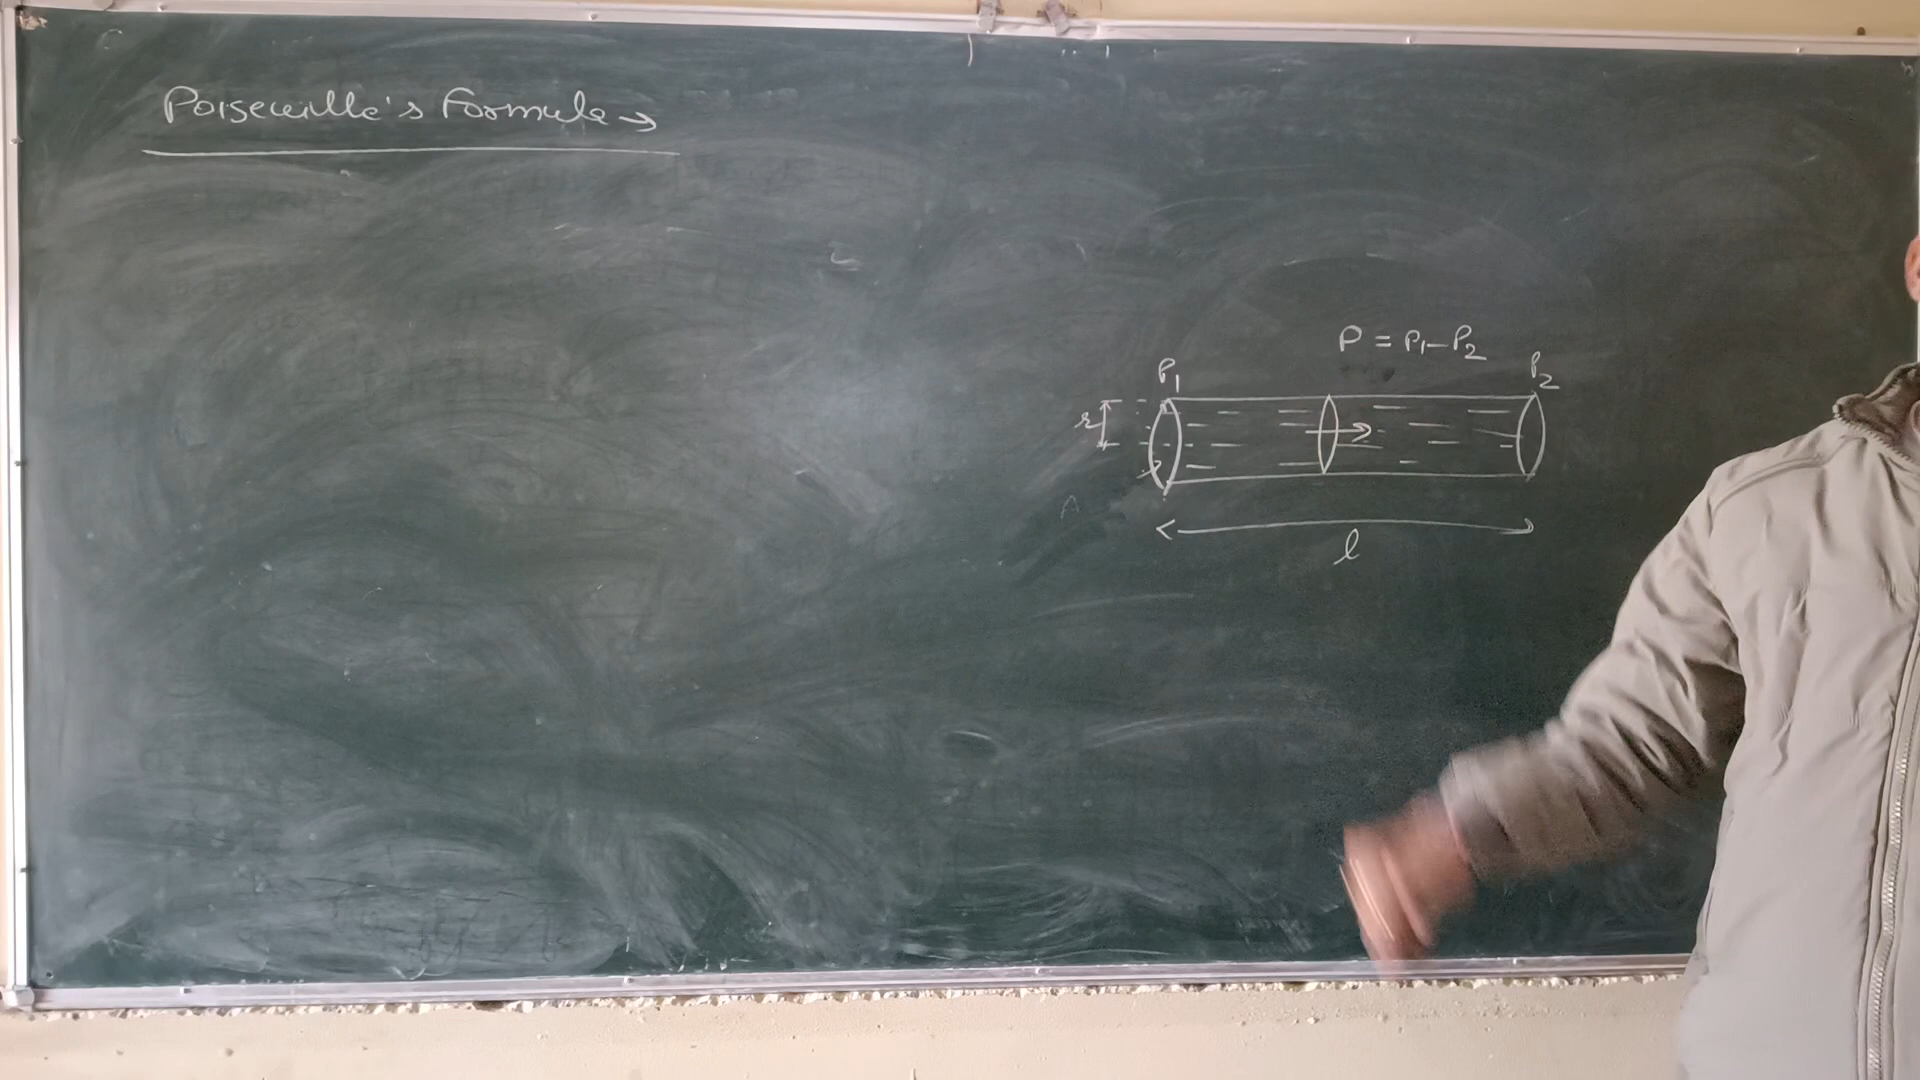 Poiseuille's Formula →
P = P₁ – P₂
P₁
P₂
r
A
l